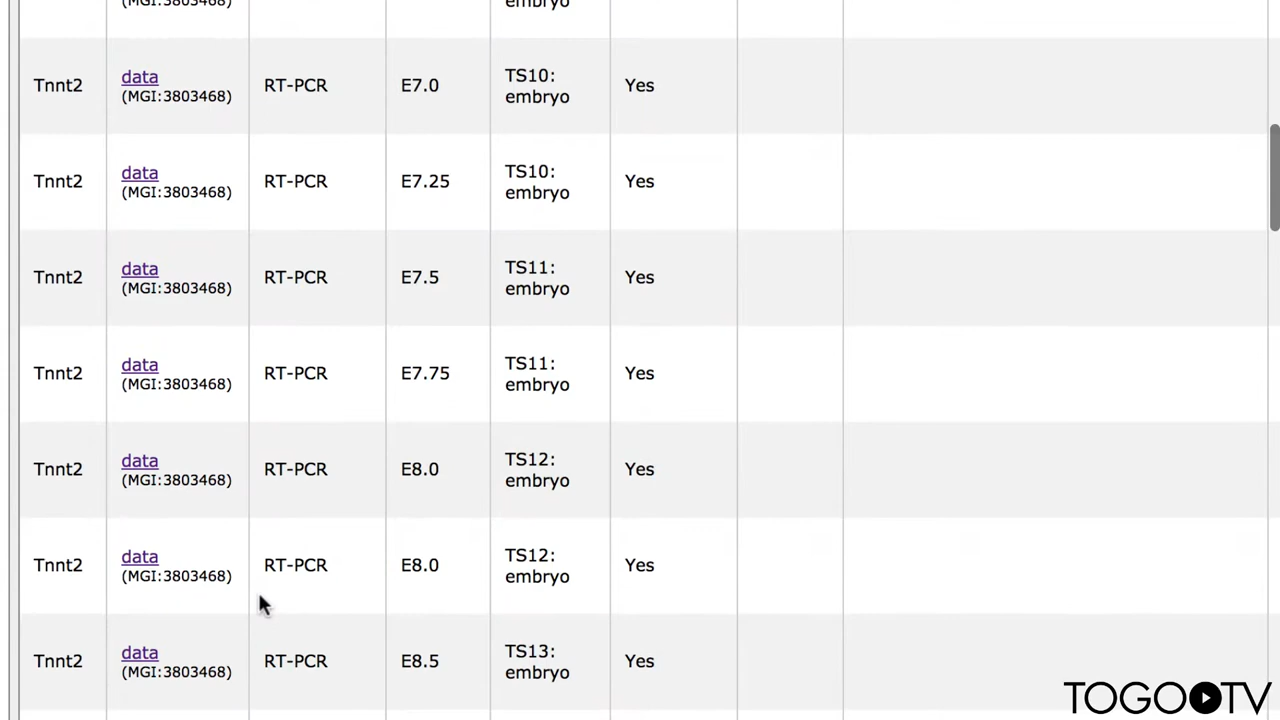 (MGI:3803468)
embryo
Tnnt2
data
(MGI:3803468)
RT-PCR
E7.0
TS10:
embryo
Yes
Tnnt2
data
(MGI:3803468)
RT-PCR
E7.25
TS10:
embryo
Yes
Tnnt2
data
(MGI:3803468)
RT-PCR
E7.5
TS11:
embryo
Yes
Tnnt2
data
(MGI:3803468)
RT-PCR
E7.75
TS11:
embryo
Yes
Tnnt2
data
(MGI:3803468)
RT-PCR
E8.0
TS12:
embryo
Yes
Tnnt2
data
(MGI:3803468)
RT-PCR
E8.0
TS12:
embryo
Yes
Tnnt2
data
(MGI:3803468)
RT-PCR
E8.5
TS13:
embryo
Yes
TOGOTV